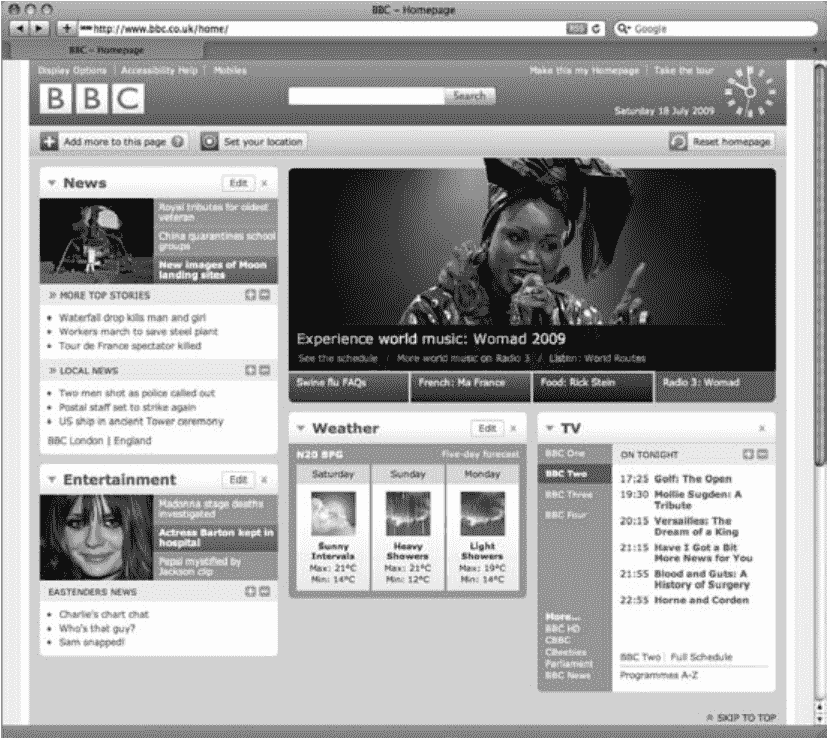 BBC – Homepage
http://www.bbc.co.uk/home/
RSS
Google
BBC – Homepage
Display Options | Accessibility Help | Mobiles
Make this my Homepage | Take the tour
BBC
Search
Saturday 18 July 2009
Add more to this page ?
Set your location
Reset homepage
News
Edit x
Royal tributes for oldest
veteran
China quarantines school
groups
New images of Moon
landing sites
» MORE TOP STORIES
• Waterfall drop kills man and girl
• Workers march to save steel plant
• Tour de France spectator killed
» LOCAL NEWS
• Two men shot as police called out
• Postal staff set to strike again
• US ship in ancient Tower ceremony
BBC London | England
Entertainment
Edit x
Madonna stage deaths
investigated
Actress Barton kept in
hospital
Pepsi mystified by
Jackson clip
EASTENDERS NEWS
• Charlie's chart chat
• Who's that guy?
• Sam snapped!
Experience world music: Womad 2009
See the schedule / More world music on Radio 3 / Listen: World Routes
Swine flu FAQs
French: Ma France
Food: Rick Stein
Radio 3: Womad
Weather
Edit x
N20 BPG
Five-day forecast
Saturday
Sunny
Intervals
Max: 21°C
Min: 14°C
Sunday
Heavy
Showers
Max: 21°C
Min: 12°C
Monday
Light
Showers
Max: 19°C
Min: 14°C
TV
x
BBC One
BBC Two
BBC Three
BBC Four
More...
BBC HD
CBBC
CBeebies
Parliament
BBC News
ON TONIGHT
17:25 Golf: The Open
19:30 Mollie Sugden: A
Tribute
20:15 Versailles: The
Dream of a King
21:15 Have I Got a Bit
More News for You
21:55 Blood and Guts: A
History of Surgery
22:55 Horne and Corden
BBC Two | Full Schedule
Programmes A-Z
SKIP TO TOP